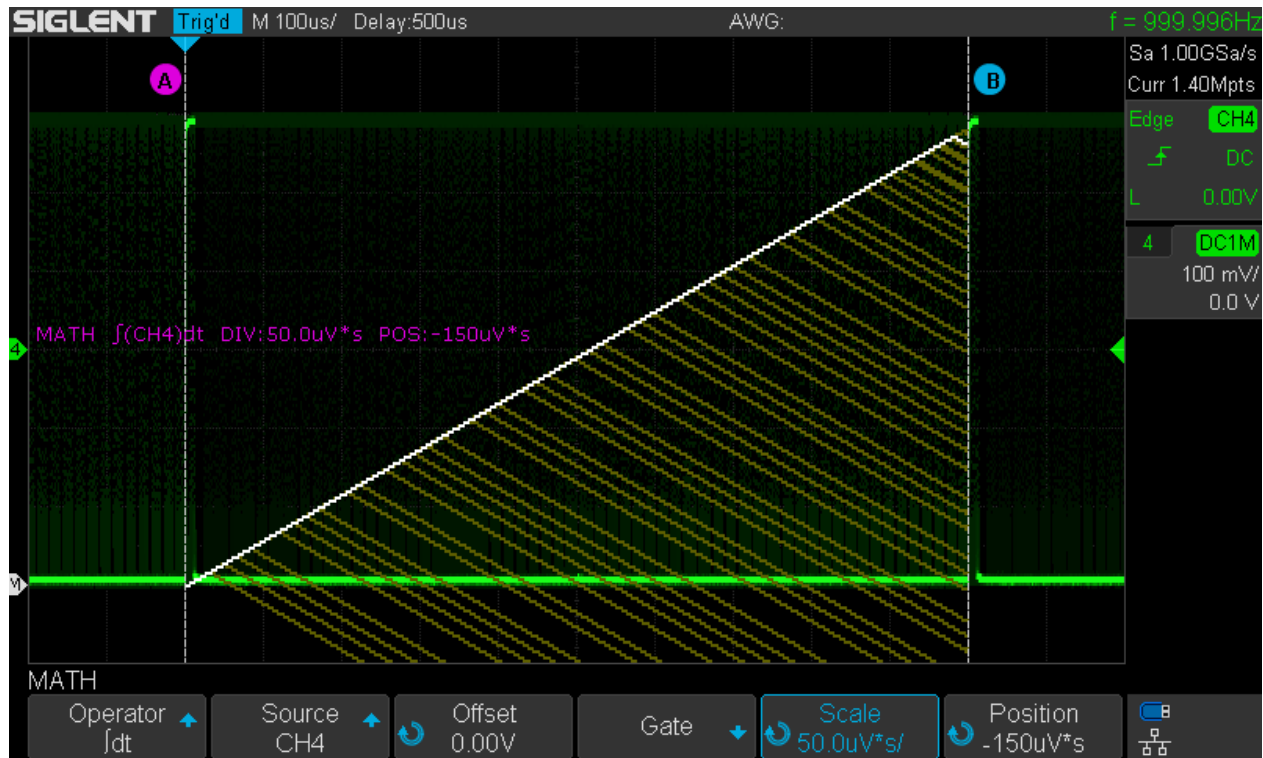 SIGLENT Trig'd M 100us/ Delay:500us AWG: f = 999.996Hz
Sa 1.00GSa/s
Curr 1.40Mpts
A B
Edge CH4
DC
L 0.00V
4 DC1M
100 mV/
0.0 V
MATH ∫(CH4)dt DIV:50.0uV*s POS:-150uV*s
4
M
MATH
Operator Source Offset Gate Scale Position
∫dt CH4 0.00V 50.0uV*s/ -150uV*s